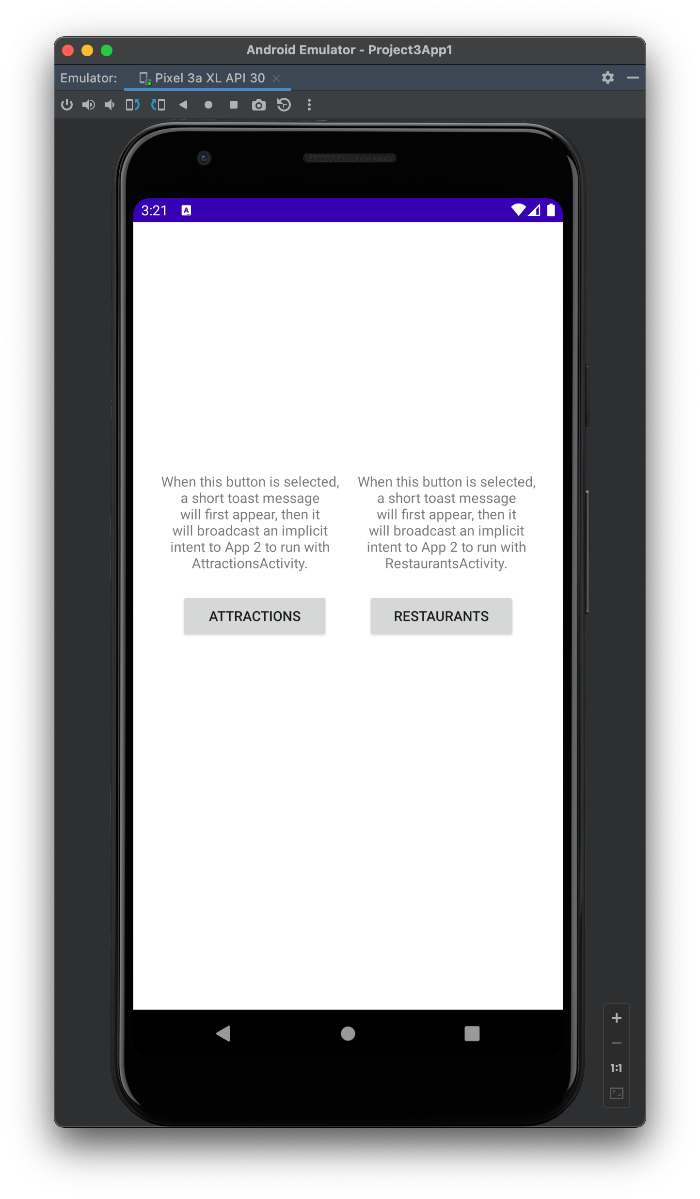 Android Emulator - Project3App1
Emulator: Pixel 3a XL API 30
3:21 A
When this button is selected,
a short toast message
will first appear, then it
will broadcast an implicit
intent to App 2 to run with
AttractionsActivity.
ATTRACTIONS
When this button is selected,
a short toast message
will first appear, then it
will broadcast an implicit
intent to App 2 to run with
RestaurantsActivity.
RESTAURANTS
1:1